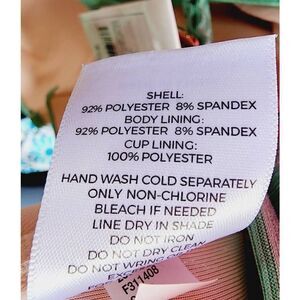 SHELL:
92% POLYESTER 8% SPANDEX
BODY LINING:
92% POLYESTER 8% SPANDEX
CUP LINING:
100% POLYESTER
HAND WASH COLD SEPARATELY
ONLY NON-CHLORINE
BLEACH IF NEEDED
LINE DRY IN SHADE
DO NOT IRON
DO NOT DRY CLEAN
DO NOT WRING OR
F311408